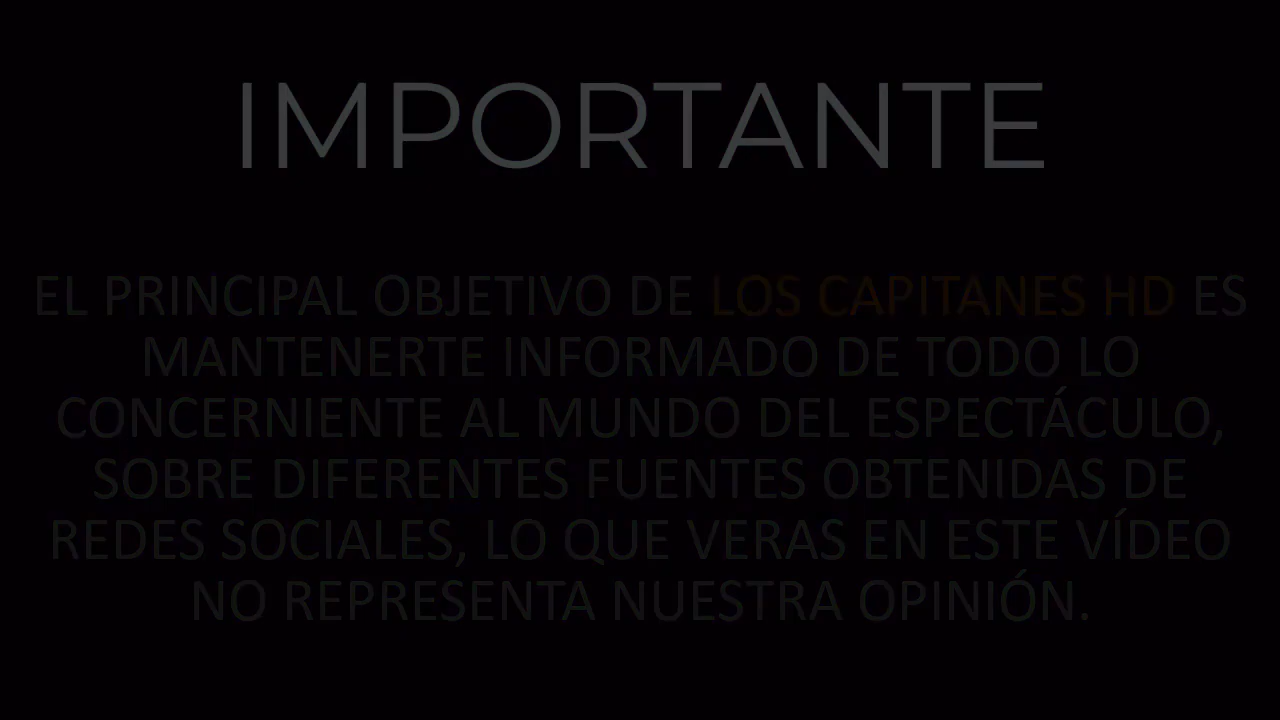 IMPORTANTE
EL PRINCIPAL OBJETIVO DE LOS CAPITANES HD ES
MANTENERTE INFORMADO DE TODO LO
CONCERNIENTE AL MUNDO DEL ESPECTÁCULO,
SOBRE DIFERENTES FUENTES OBTENIDAS DE
REDES SOCIALES, LO QUE VERAS EN ESTE VÍDEO
NO REPRESENTA NUESTRA OPINIÓN.